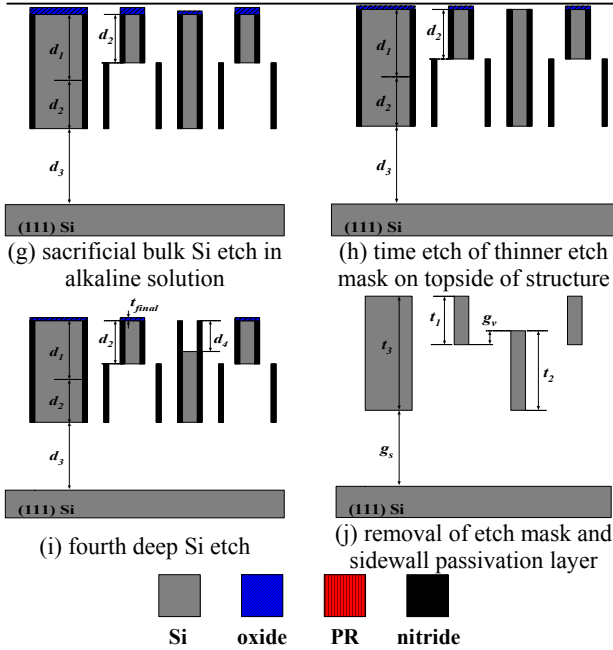 d₁
d₂
d₂
d₃
(111) Si
(g) sacrificial bulk Si etch in
alkaline solution
d₁
d₂
d₂
d₃
(111) Si
(h) time etch of thinner etch
mask on topside of structure
t_final
d₁
d₂
d₂
d₄
d₃
(111) Si
(i) fourth deep Si etch
t₁
g_v
t₃
t₂
g_s
(111) Si
(j) removal of etch mask and
sidewall passivation layer
Si
oxide
PR
nitride